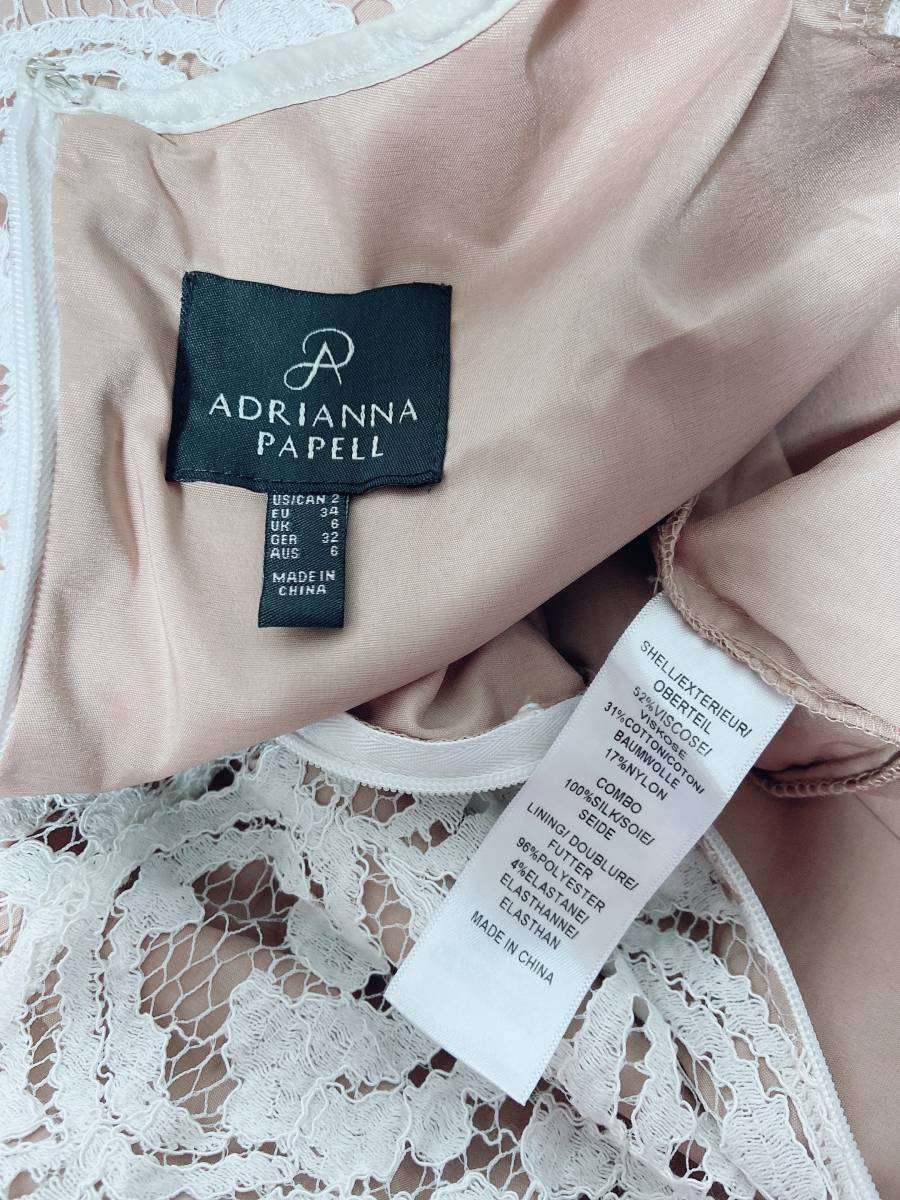 ADRIANNA
PAPELL
US/CAN 2
EU 34
UK 6
GER 32
AUS 6
MADE IN
CHINA
SHELL/EXTERIEUR/
OBERTEIL
52%VISCOSE/
VISKOSE
31%COTTON/COTON/
BAUMWOLLE
17%NYLON
COMBO
100%SILK/SOIE/
SEIDE
LINING/ DOUBLURE/
FUTTER
96%POLYESTER
4%ELASTANE/
ELASTHANNE/
ELASTHAN
MADE IN CHINA